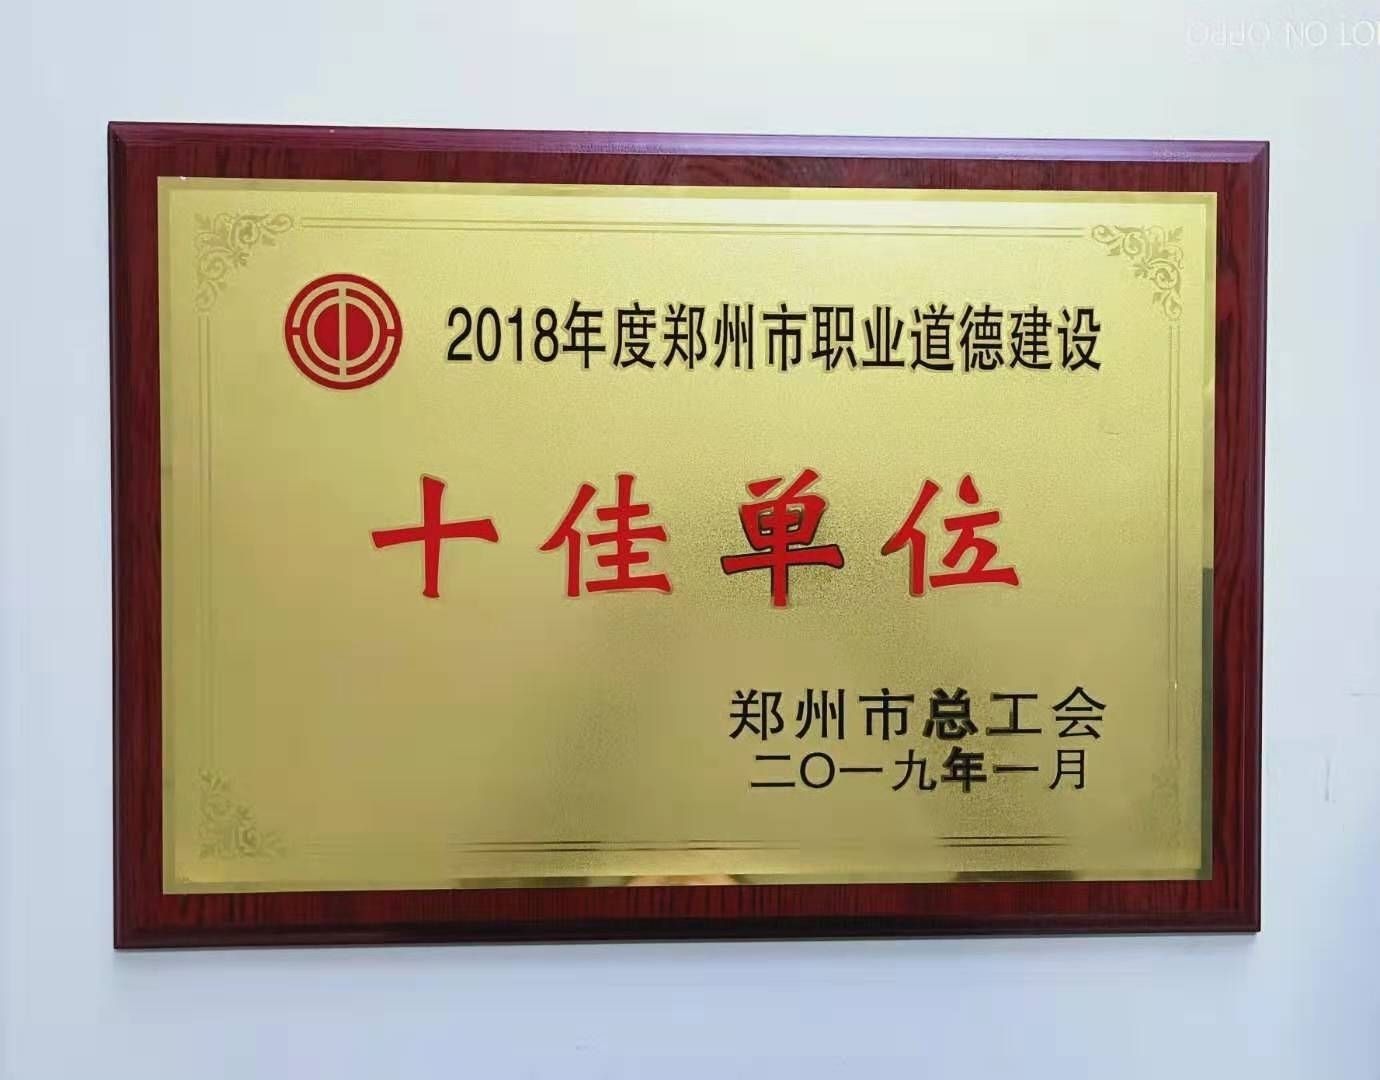 2018年度郑州市职业道德建设
十佳单位
郑州市总工会
二〇一九年一月